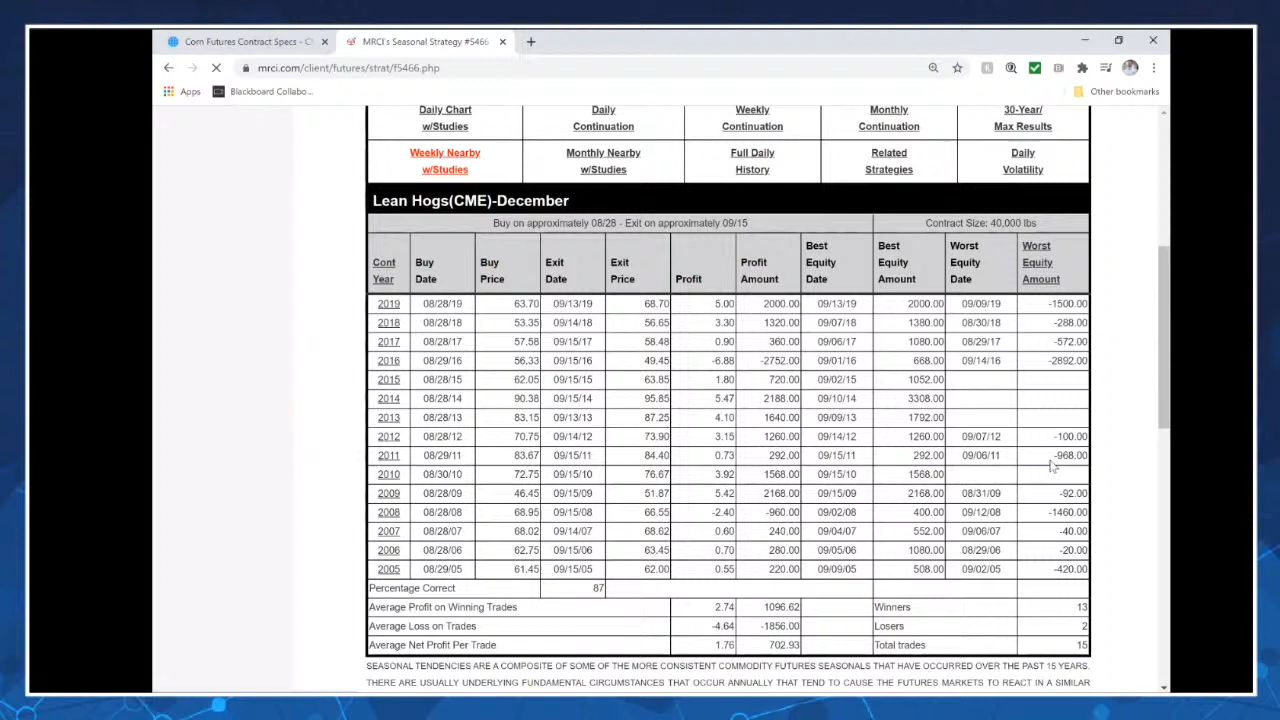 Corn Futures Contract Specs - C
MRCI's Seasonal Strategy #5466
mrci.com/client/futures/strat/f5466.php
Apps Blackboard Collabo... Other bookmarks
Daily Chart w/Studies
Daily Continuation
Weekly Continuation
Monthly Continuation
30-Year/ Max Results
Weekly Nearby w/Studies
Monthly Nearby w/Studies
Full Daily History
Related Strategies
Daily Volatility
Lean Hogs(CME)-December
Buy on approximately 08/28 - Exit on approximately 09/15 Contract Size: 40,000 lbs
Cont Year Buy Date Buy Price Exit Date Exit Price Profit Profit Amount Best Equity Date Best Equity Amount Worst Equity Date Worst Equity Amount
2019 08/28/19 63.70 09/13/19 68.70 5.00 2000.00 09/13/19 2000.00 09/09/19 -1500.00
2018 08/28/18 53.35 09/14/18 56.65 3.30 1320.00 09/07/18 1380.00 08/30/18 -288.00
2017 08/28/17 57.58 09/15/17 58.48 0.90 360.00 09/06/17 1080.00 08/29/17 -572.00
2016 08/29/16 56.33 09/15/16 49.45 -6.88 -2752.00 09/01/16 668.00 09/14/16 -2892.00
2015 08/28/15 62.05 09/15/15 63.85 1.80 720.00 09/02/15 1052.00
2014 08/28/14 90.38 09/15/14 95.85 5.47 2188.00 09/10/14 3308.00
2013 08/28/13 83.15 09/13/13 87.25 4.10 1640.00 09/09/13 1792.00
2012 08/28/12 70.75 09/14/12 73.90 3.15 1260.00 09/14/12 1260.00 09/07/12 -100.00
2011 08/29/11 83.67 09/15/11 84.40 0.73 292.00 09/15/11 292.00 09/06/11 -968.00
2010 08/30/10 72.75 09/15/10 76.67 3.92 1568.00 09/15/10 1568.00
2009 08/28/09 46.45 09/15/09 51.87 5.42 2168.00 09/15/09 2168.00 08/31/09 -92.00
2008 08/28/08 68.95 09/15/08 66.55 -2.40 -960.00 09/02/08 400.00 09/12/08 -1460.00
2007 08/28/07 68.02 09/14/07 68.62 0.60 240.00 09/04/07 552.00 09/06/07 -40.00
2006 08/28/06 62.75 09/15/06 63.45 0.70 280.00 09/05/06 1080.00 08/29/06 -20.00
2005 08/29/05 61.45 09/15/05 62.00 0.55 220.00 09/09/05 508.00 09/02/05 -420.00
Percentage Correct 87
Average Profit on Winning Trades 2.74 1096.62 Winners 13
Average Loss on Trades -4.64 -1856.00 Losers 2
Average Net Profit Per Trade 1.76 702.93 Total trades 15
SEASONAL TENDENCIES ARE A COMPOSITE OF SOME OF THE MORE CONSISTENT COMMODITY FUTURES SEASONALS THAT HAVE OCCURRED OVER THE PAST 15 YEARS.
THERE ARE USUALLY UNDERLYING FUNDAMENTAL CIRCUMSTANCES THAT OCCUR ANNUALLY THAT TEND TO CAUSE THE FUTURES MARKETS TO REACT IN A SIMILAR